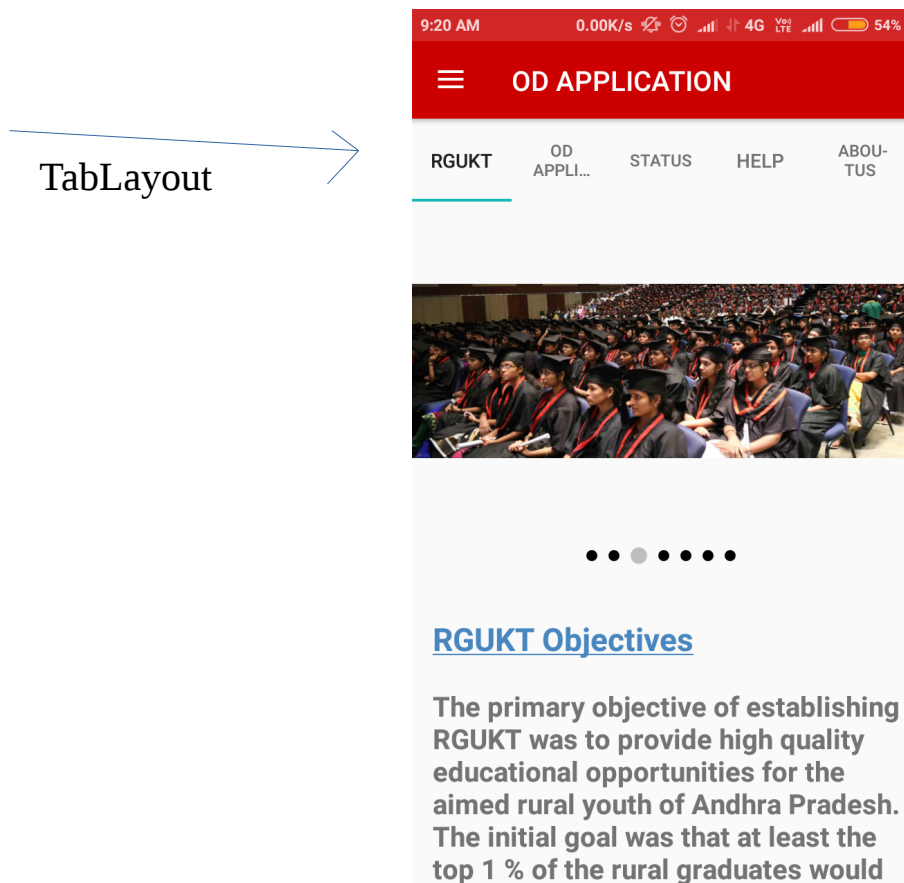 9:20 AM 0.00K/s 4G Vo)) LTE 54%
OD APPLICATION
TabLayout
RGUKT
OD
APPLI...
STATUS
HELP
ABOU-
TUS
RGUKT Objectives
The primary objective of establishing
RGUKT was to provide high quality
educational opportunities for the
aimed rural youth of Andhra Pradesh.
The initial goal was that at least the
top 1 % of the rural graduates would